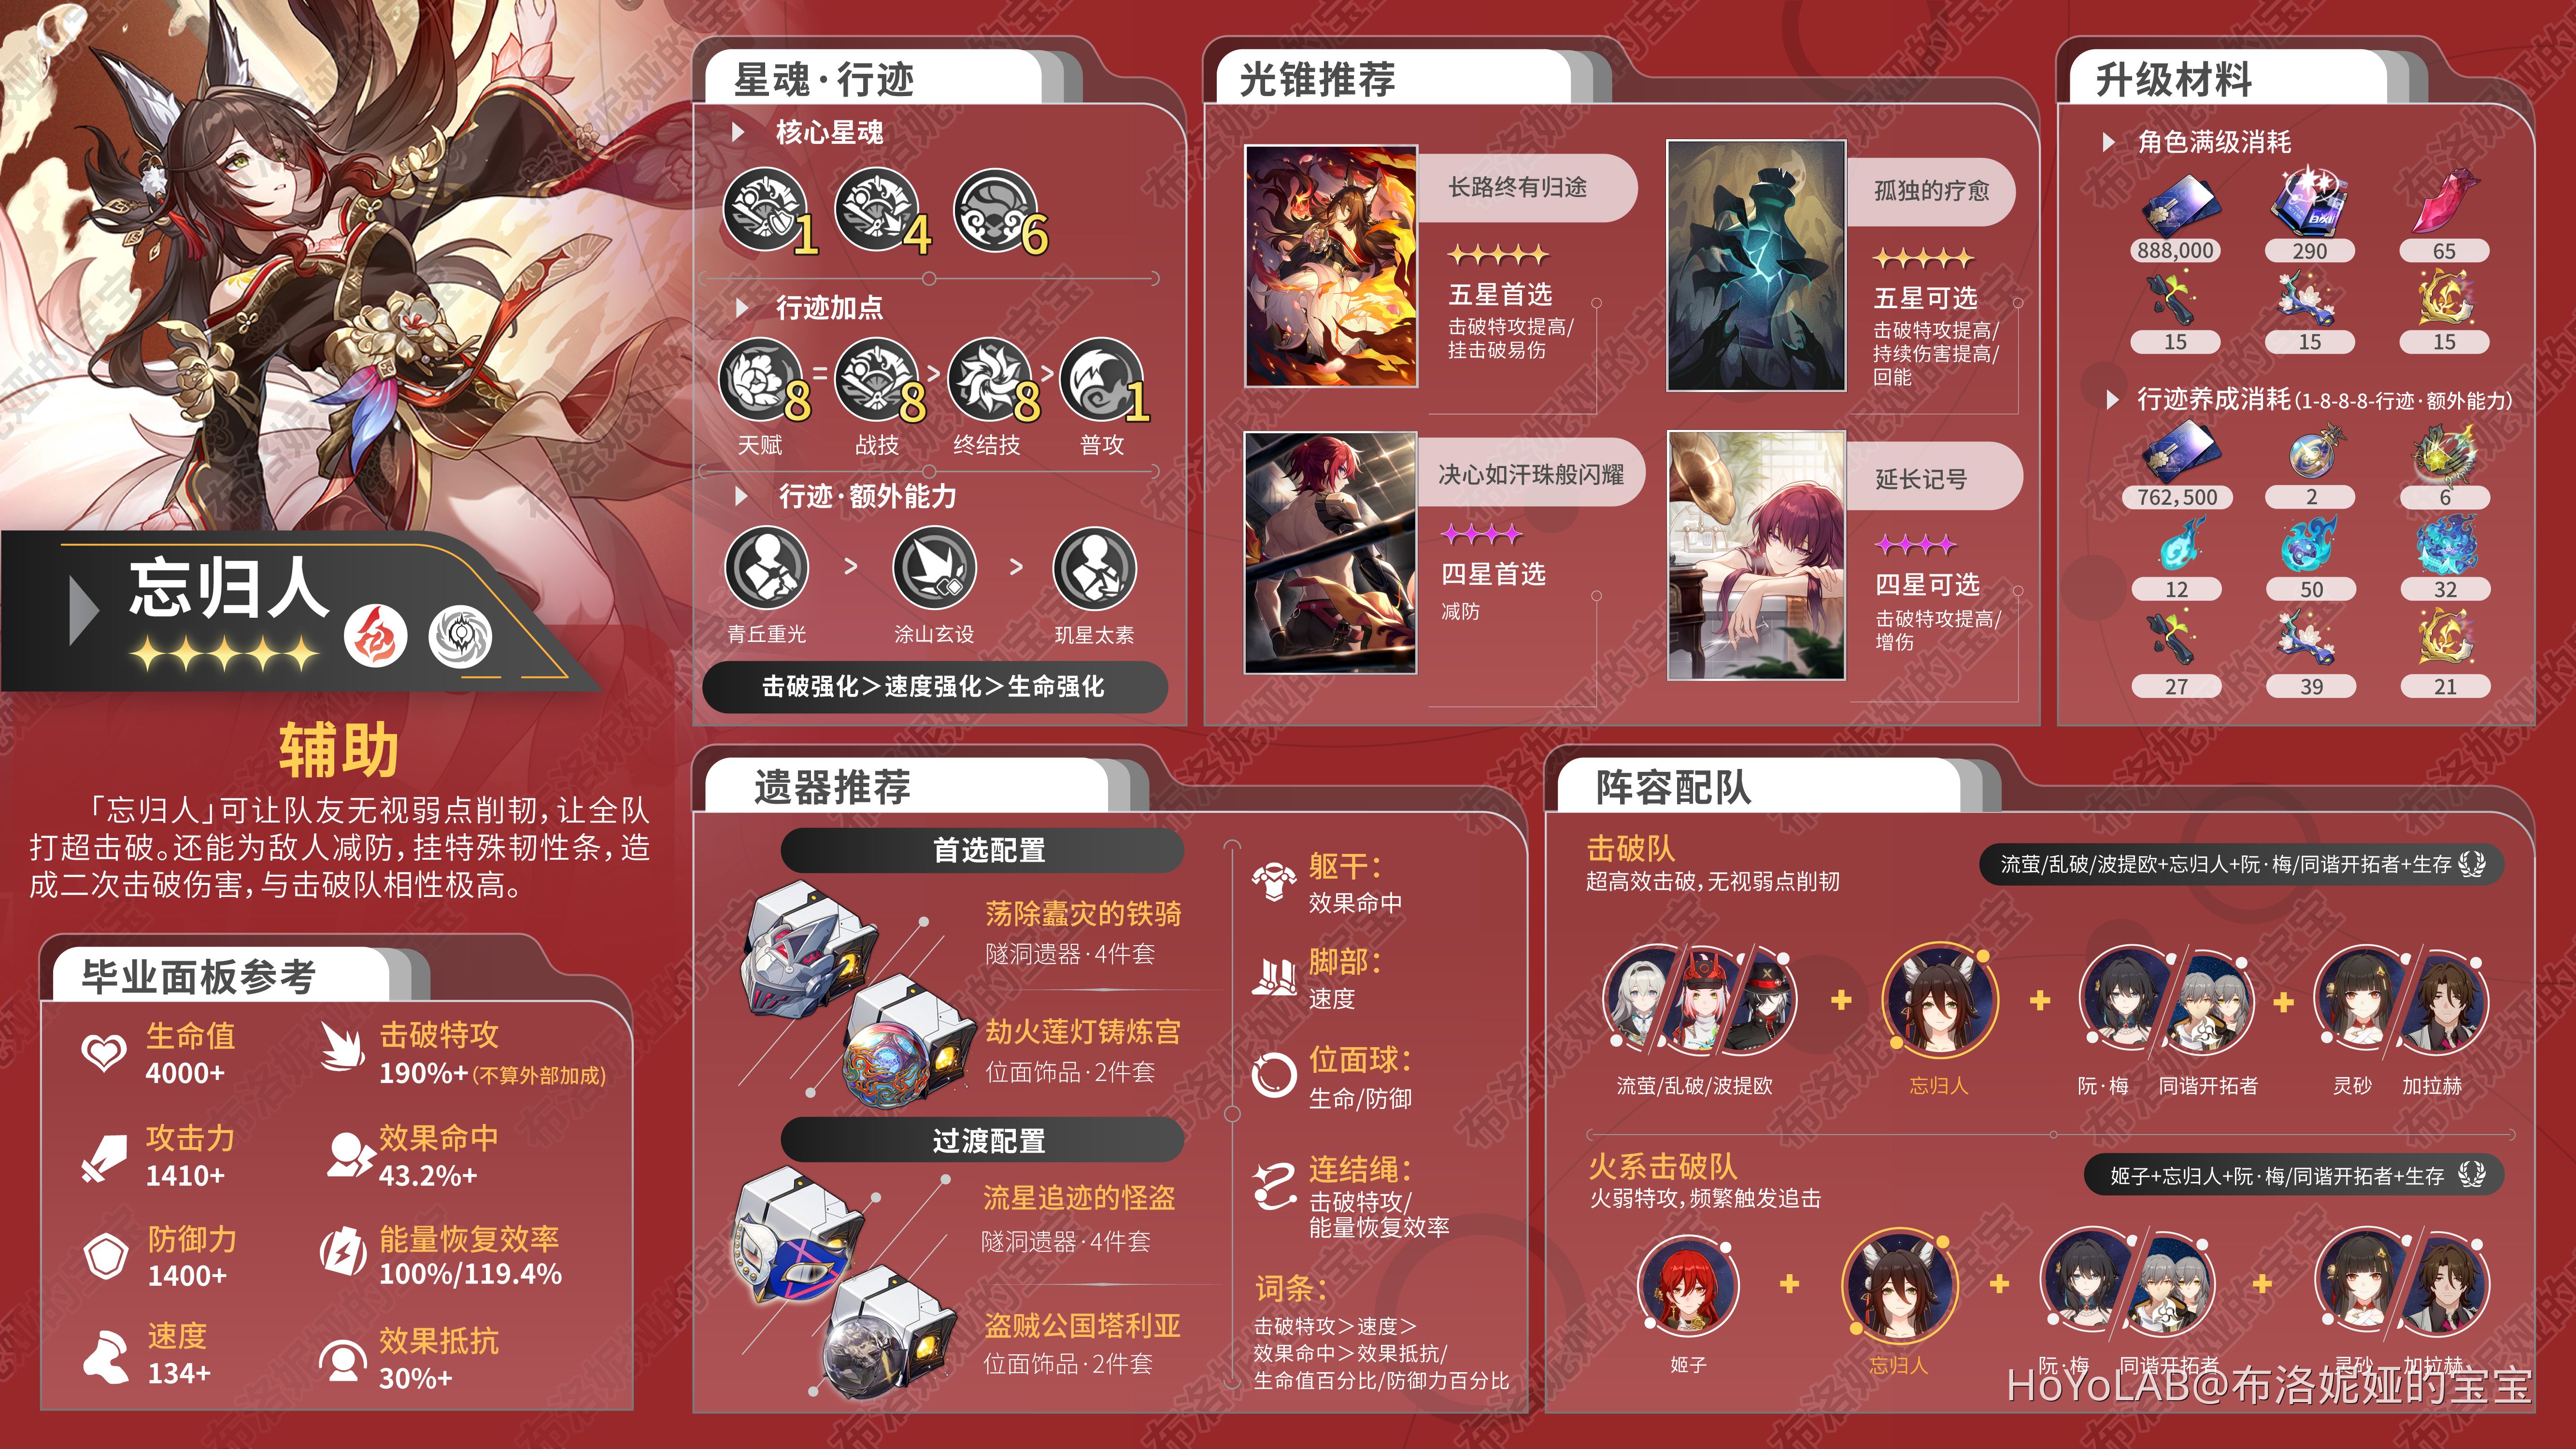 忘归人
辅助
「忘归人」可让队友无视弱点削韧，让全队
打超击破。还能为敌人减防，挂特殊韧性条，造
成二次击破伤害，与击破队相性极高。
毕业面板参考
生命值
4000+
击破特攻
190%+(不算外部加成)
攻击力
1410+
效果命中
43.2%+
防御力
1400+
能量恢复效率
100%/119.4%
速度
134+
效果抵抗
30%+
星魂·行迹
核心星魂
1 4 6
行迹加点
8 = 8 > 8 > 1
天赋 战技 终结技 普攻
行迹·额外能力
> >
青丘重光 涂山玄设 玑星太素
击破强化＞速度强化＞生命强化
光锥推荐
长路终有归途
五星首选
击破特攻提高/
挂击破易伤
孤独的疗愈
五星可选
击破特攻提高/
持续伤害提高/
回能
决心如汗珠般闪耀
四星首选
减防
延长记号
四星可选
击破特攻提高/
增伤
升级材料
角色满级消耗
888,000 290 65
15 15 15
行迹养成消耗(1-8-8-8-行迹·额外能力)
762,500 2 6
12 50 32
27 39 21
遗器推荐
首选配置
荡除蠹灾的铁骑
隧洞遗器·4件套
劫火莲灯铸炼宫
位面饰品·2件套
过渡配置
流星追迹的怪盗
隧洞遗器·4件套
盗贼公国塔利亚
位面饰品·2件套
躯干：
效果命中
脚部：
速度
位面球：
生命/防御
连结绳：
击破特攻/
能量恢复效率
词条：
击破特攻＞速度＞
效果命中＞效果抵抗/
生命值百分比/防御力百分比
阵容配队
击破队
超高效击破，无视弱点削韧
流萤/乱破/波提欧+忘归人+阮·梅/同谐开拓者+生存
流萤/乱破/波提欧 忘归人 阮·梅 同谐开拓者 灵砂 加拉赫
火系击破队
火弱特攻，频繁触发追击
姬子+忘归人+阮·梅/同谐开拓者+生存
姬子 忘归人 阮·梅 同谐开拓者 灵砂 加拉赫
HoYoLAB@布洛妮娅的宝宝